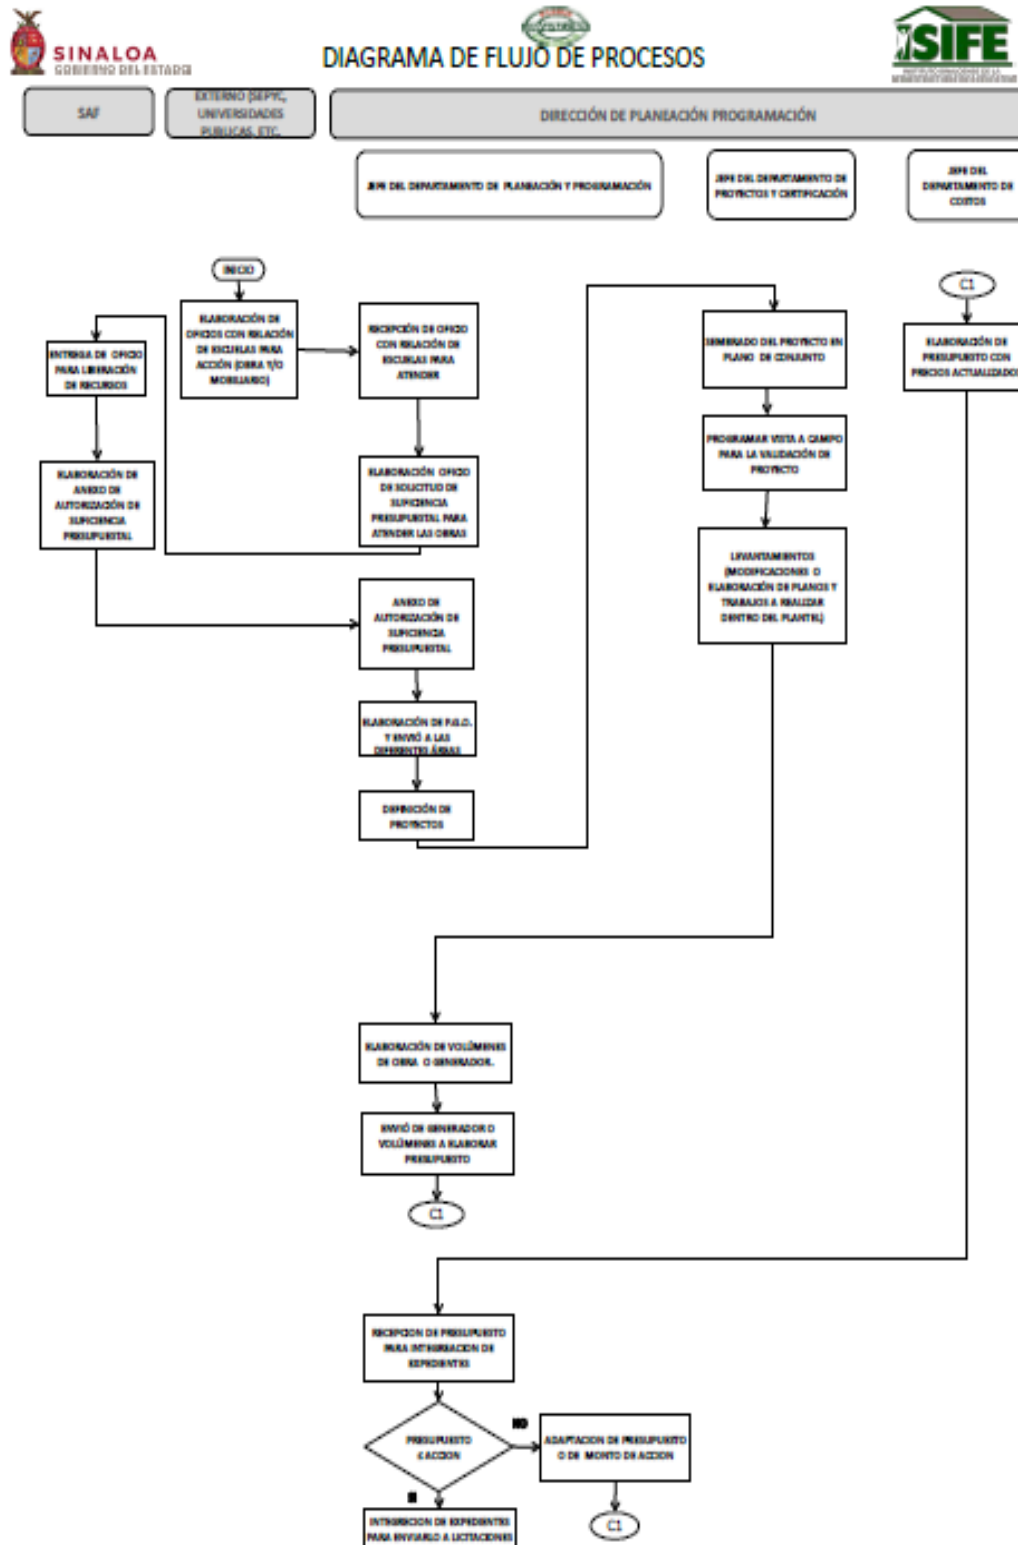 SINALOA
GOBIERNO DEL ESTADO
DIAGRAMA DE FLUJO DE PROCESOS
ISIFE
SAF
EXTERNO (SEPYC,
UNIVERSIDADES
PUBLICAS, ETC.
DIRECCIÓN DE PLANEACIÓN PROGRAMACIÓN
JEFE DEL DEPARTAMENTO DE PLANEACIÓN Y PROGRAMACIÓN
JEFE DEL DEPARTAMENTO DE
PROYECTOS Y CERTIFICACIÓN
JEFE DEL
DEPARTAMENTO DE
COSTOS
INICIO
ELABORACIÓN DE
OFICIOS CON RELACIÓN
DE ESCUELAS PARA
ACCIÓN (OBRA Y/O
MOBILIARIO)
RECEPCIÓN DE OFICIO
CON RELACIÓN DE
ESCUELAS PARA
ATENDER
ENTREGA DE OFICIO
PARA LIBERACIÓN
DE RECURSOS
ELABORACIÓN DE
ANEXO DE
AUTORIZACIÓN DE
SUFICIENCIA
PRESUPUESTAL
ELABORACIÓN OFICIO
DE SOLICITUD DE
SUFICIENCIA
PRESUPUESTAL PARA
ATENDER LAS OBRAS
ANEXO DE
AUTORIZACIÓN DE
SUFICIENCIA
PRESUPUESTAL
ELABORACIÓN DE P.G.O.
Y ENVIÓ A LAS
DIFERENTES ÁREAS
DEFINICIÓN DE
PROYECTOS
SEMBRADO DEL PROYECTO EN
PLANO DE CONJUNTO
PROGRAMAR VISTA A CAMPO
PARA LA VALIDACIÓN DE
PROYECTO
LEVANTAMIENTOS
(MODIFICACIONES O
ELABORACIÓN DE PLANOS Y
TRABAJOS A REALIZAR
DENTRO DEL PLANTEL)
C1
ELABORACIÓN DE
PRESUPUESTO CON
PRECIOS ACTUALIZADOS
ELABORACIÓN DE VOLÚMENES
DE OBRA O GENERADOR.
ENVIÓ DE GENERADOR O
VOLÚMENES A ELABORAR
PRESUPUESTO
C1
RECEPCION DE PRESUPUESTO
PARA INTEGREACION DE
EXPEDIENTES
PRESUPUESTO
≤ ACCION
NO
ADAPTACION DE PRESUPUESTO
O DE MONTO DE ACCION
C1
SI
INTEGRECION DE EXPEDIENTES
PARA ENVIARLO A LICITACIONES